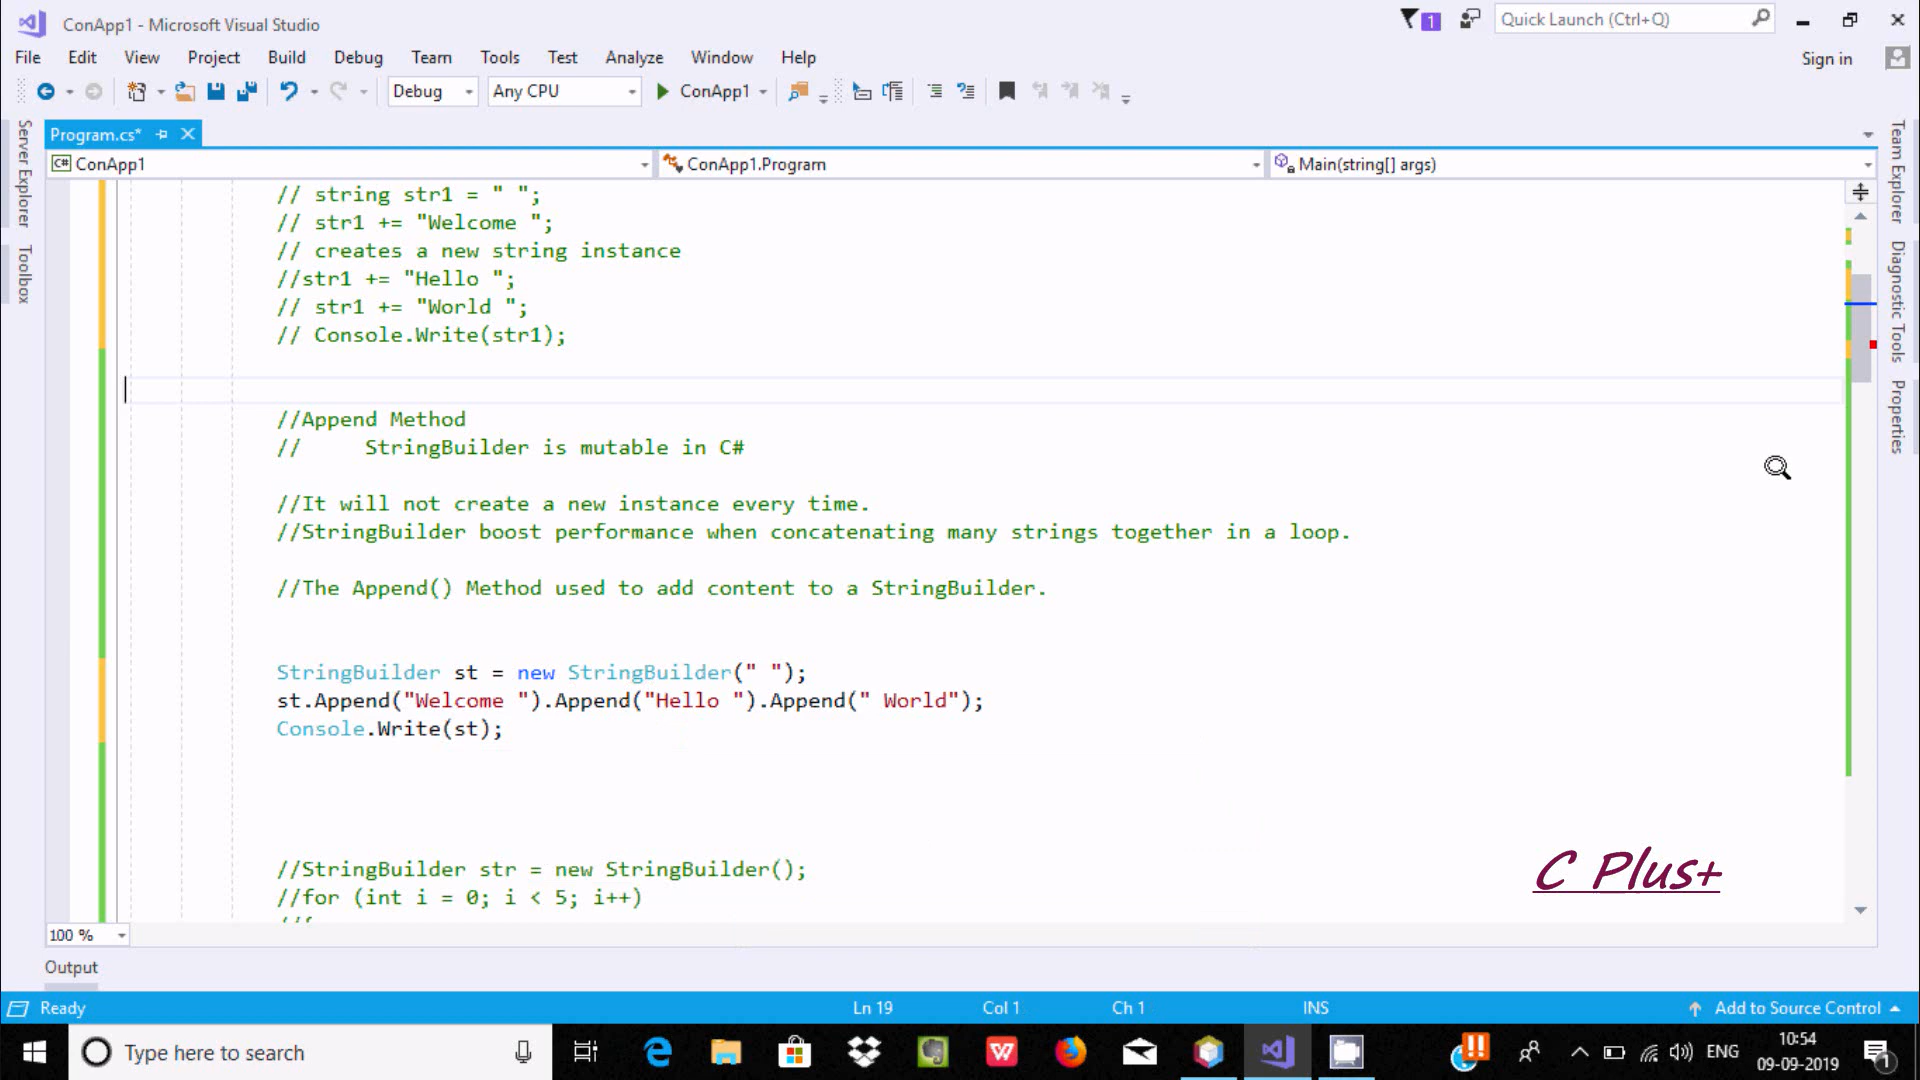 ConApp1 - Microsoft Visual Studio
1
Quick Launch (Ctrl+Q)
File Edit View Project Build Debug Team Tools Test Analyze Window Help
Sign in
Debug Any CPU ConApp1
Program.cs*
C# ConApp1 ConApp1.Program Main(string[] args)
Server Explorer
Toolbox
Team Explorer
Diagnostic Tools
Properties
// string str1 = " ";
// str1 += "Welcome ";
// creates a new string instance
//str1 += "Hello ";
// str1 += "World ";
// Console.Write(str1);
//Append Method
// StringBuilder is mutable in C#
//It will not create a new instance every time.
//StringBuilder boost performance when concatenating many strings together in a loop.
//The Append() Method used to add content to a StringBuilder.
StringBuilder st = new StringBuilder(" ");
st.Append("Welcome ").Append("Hello ").Append(" World");
Console.Write(st);
//StringBuilder str = new StringBuilder();
//for (int i = 0; i < 5; i++)
C Plus+
100 %
Output
Ready Ln 19 Col 1 Ch 1 INS Add to Source Control
Type here to search
ENG
10:54
09-09-2019
1